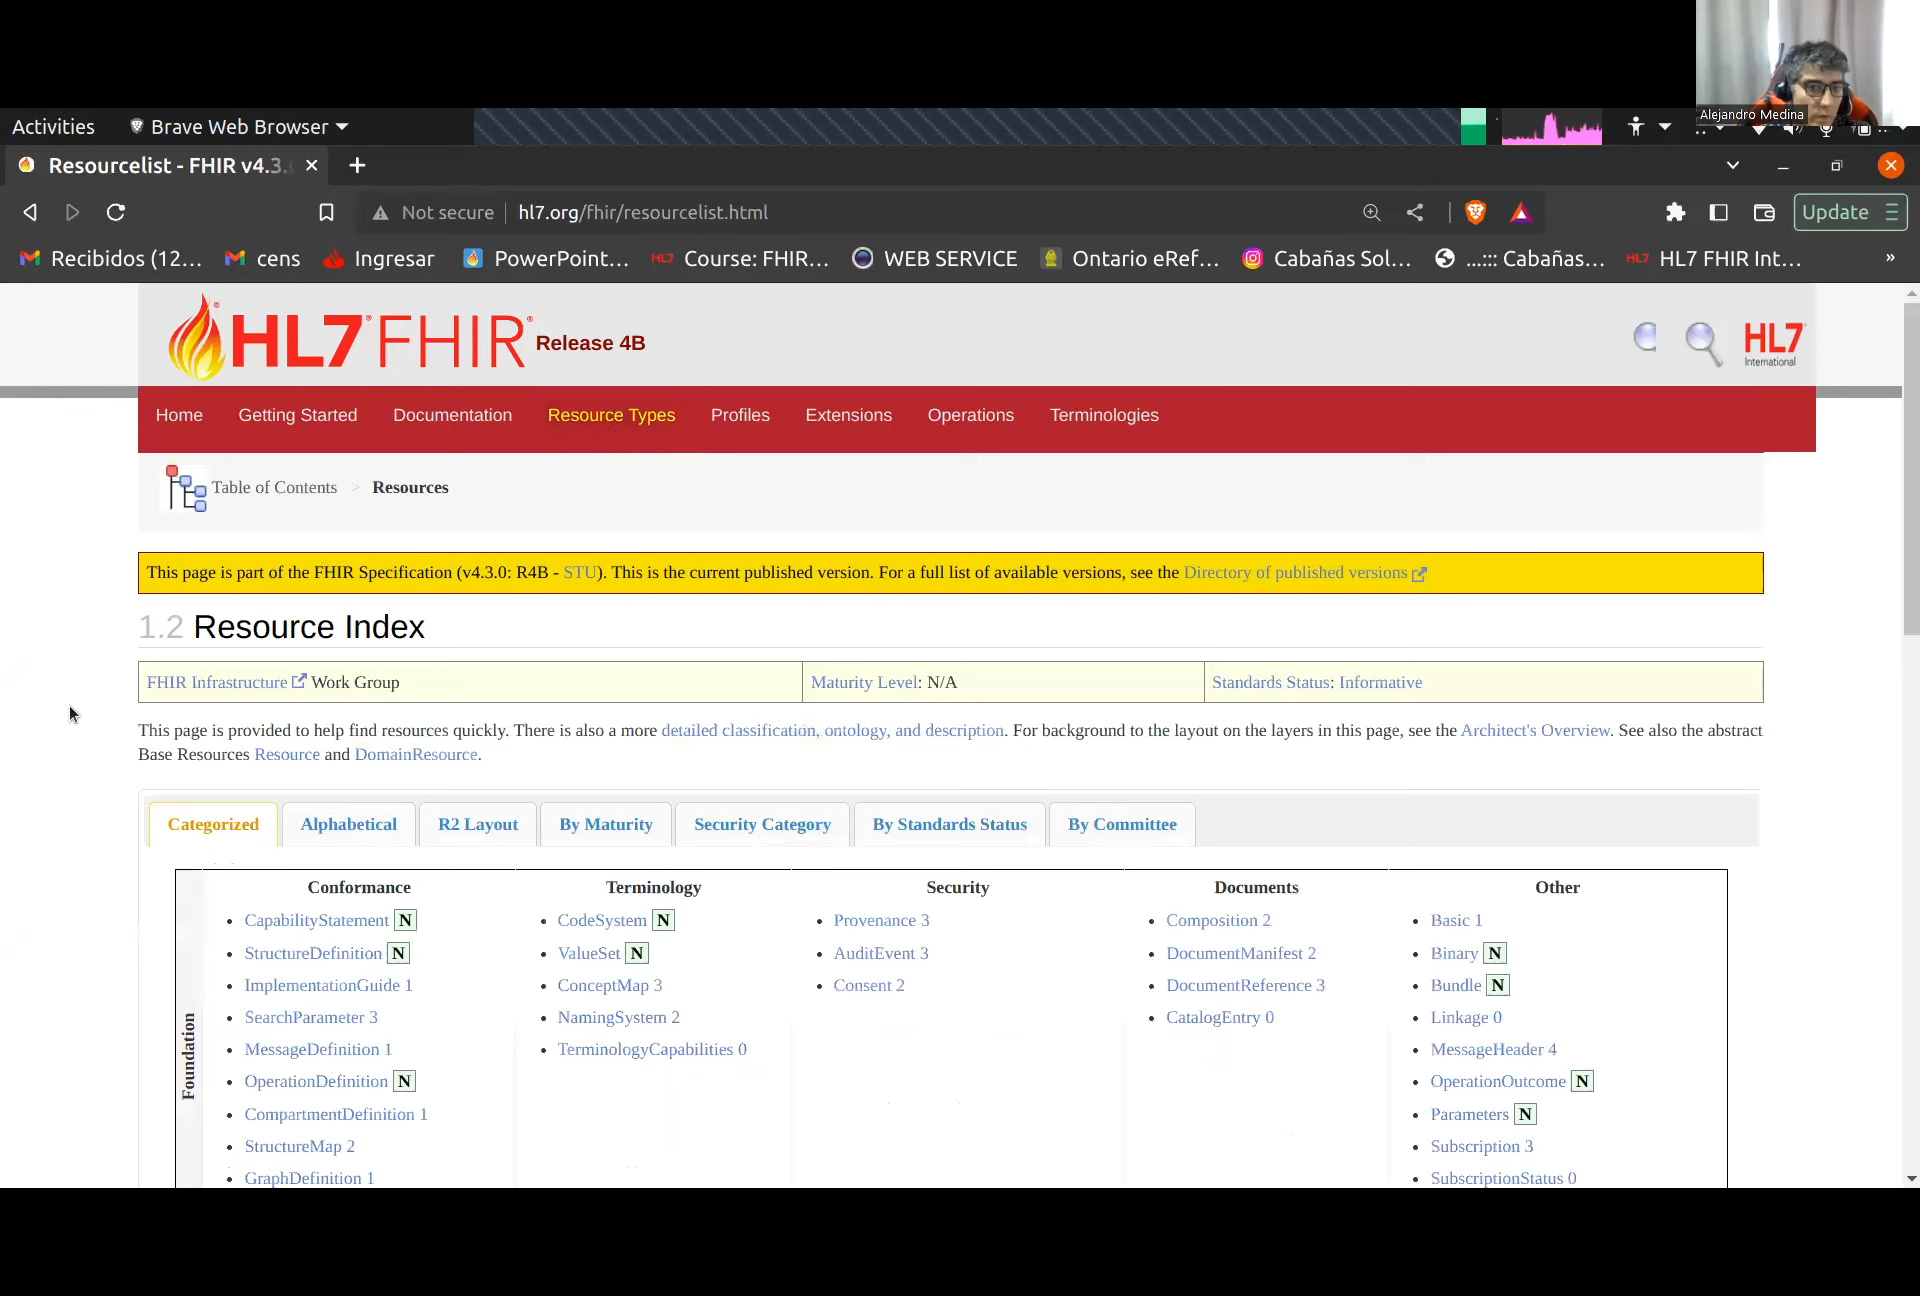 Alejandro Medina
Activities Brave Web Browser
Resourcelist - FHIR v4.3.
Not secure hl7.org/fhir/resourcelist.html Update
Recibidos (12... cens Ingresar PowerPoint... HL7 Course: FHIR... WEB SERVICE Ontario eRef... Cabañas Sol... ...::: Cabañas... HL7 HL7 FHIR Int... »
HL7 FHIR Release 4B HL7 International
Home Getting Started Documentation Resource Types Profiles Extensions Operations Terminologies
Table of Contents > Resources
This page is part of the FHIR Specification (v4.3.0: R4B - STU). This is the current published version. For a full list of available versions, see the Directory of published versions
1.2 Resource Index
FHIR Infrastructure Work Group Maturity Level: N/A Standards Status: Informative
This page is provided to help find resources quickly. There is also a more detailed classification, ontology, and description. For background to the layout on the layers in this page, see the Architect's Overview. See also the abstract
Base Resources Resource and DomainResource.
Categorized Alphabetical R2 Layout By Maturity Security Category By Standards Status By Committee
Foundation
Conformance
CapabilityStatement N
StructureDefinition N
ImplementationGuide 1
SearchParameter 3
MessageDefinition 1
OperationDefinition N
CompartmentDefinition 1
StructureMap 2
GraphDefinition 1
Terminology
CodeSystem N
ValueSet N
ConceptMap 3
NamingSystem 2
TerminologyCapabilities 0
Security
Provenance 3
AuditEvent 3
Consent 2
Documents
Composition 2
DocumentManifest 2
DocumentReference 3
CatalogEntry 0
Other
Basic 1
Binary N
Bundle N
Linkage 0
MessageHeader 4
OperationOutcome N
Parameters N
Subscription 3
SubscriptionStatus 0